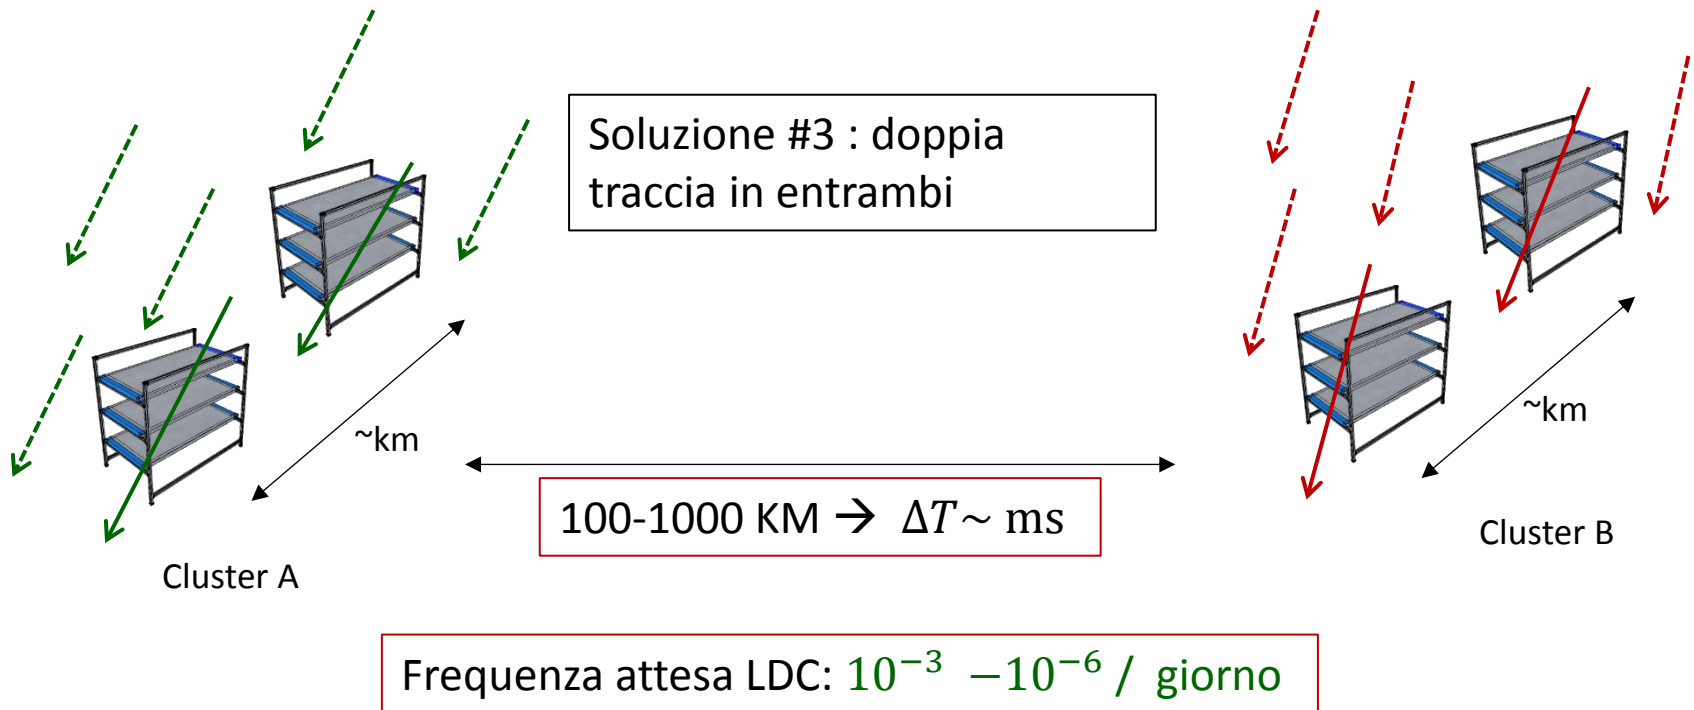 Soluzione #3 : doppia
traccia in entrambi
~km
~km
100-1000 KM → ΔT~ ms
Cluster A
Cluster B
Frequenza attesa LDC: 10⁻³ −10⁻⁶ / giorno